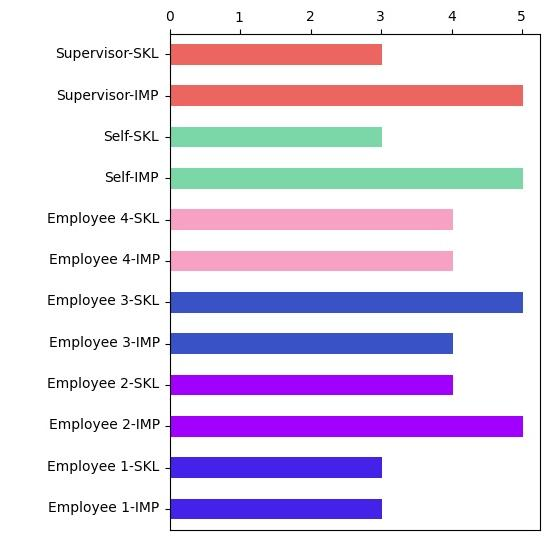 0 1 2 3 4 5
Supervisor-SKL
Supervisor-IMP
Self-SKL
Self-IMP
Employee 4-SKL
Employee 4-IMP
Employee 3-SKL
Employee 3-IMP
Employee 2-SKL
Employee 2-IMP
Employee 1-SKL
Employee 1-IMP